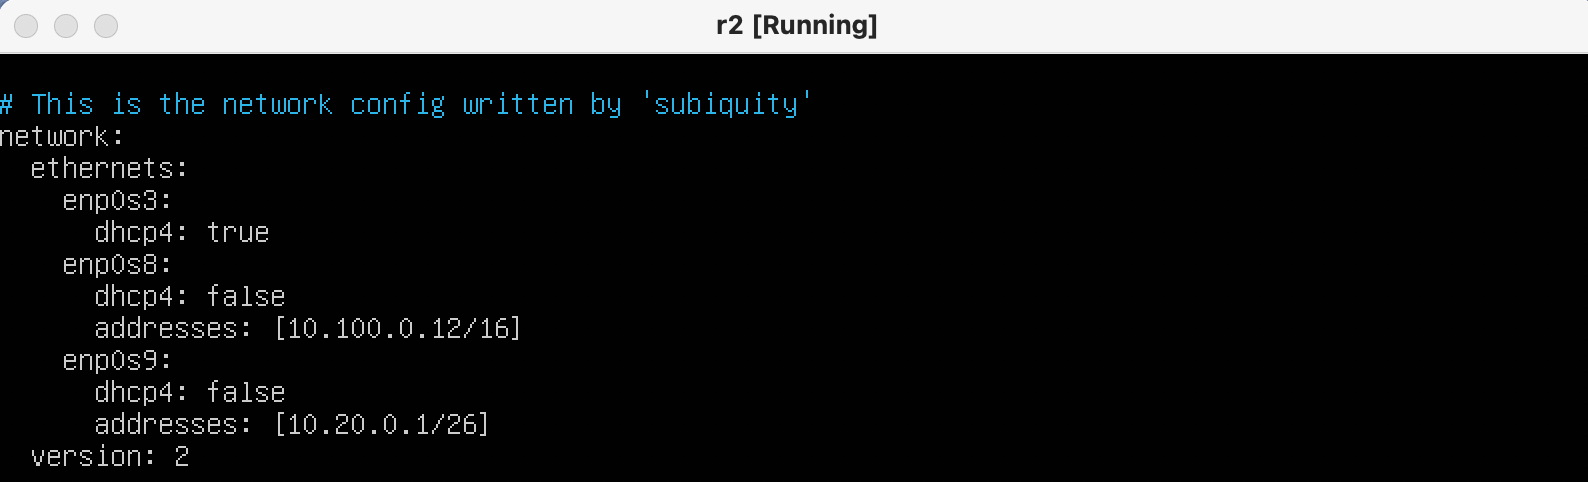 r2 [Running]
# This is the network config written by 'subiquity'
network:
  ethernets:
    enp0s3:
      dhcp4: true
    enp0s8:
      dhcp4: false
      addresses: [10.100.0.12/16]
    enp0s9:
      dhcp4: false
      addresses: [10.20.0.1/26]
  version: 2